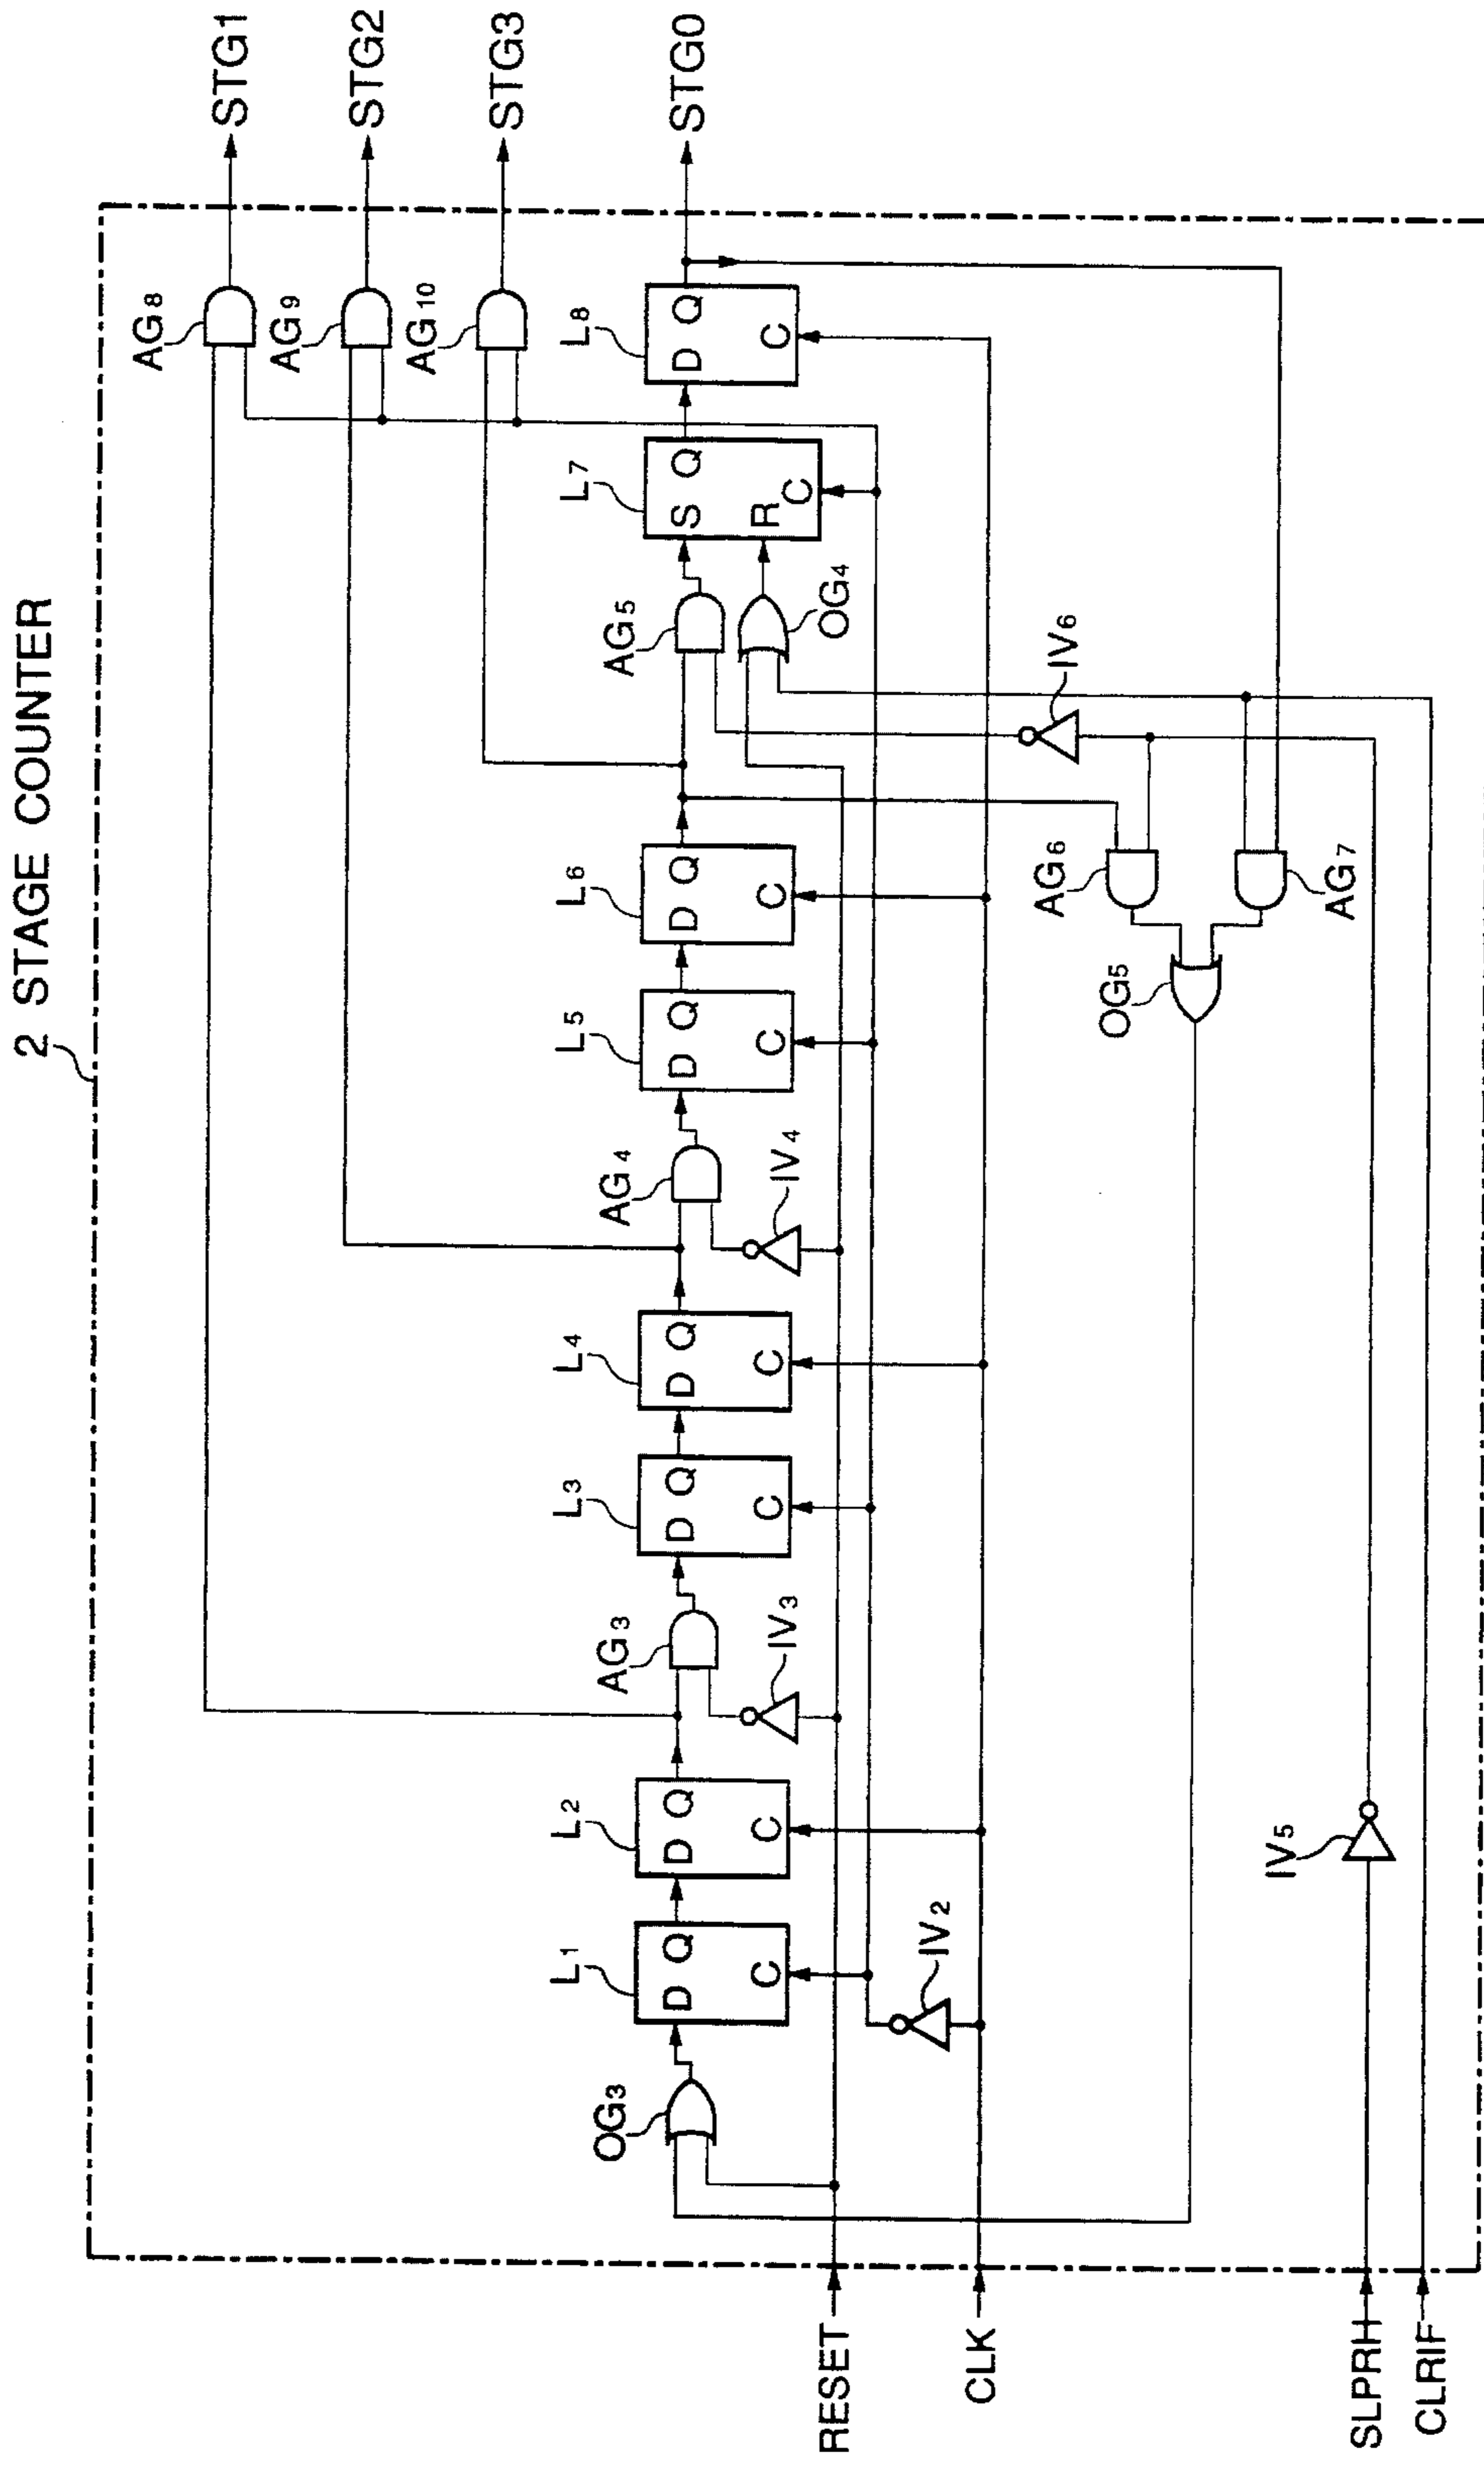 2 STAGE COUNTER
STG1
STG2
STG3
STG0
AG8
AG9
AG10
L8
D Q
C
L7
S Q
R
C
AG5
OG4
IV6
L6
D Q
C
AG6
AG7
OG5
L5
D Q
C
AG4
IV4
L4
D Q
C
L3
D Q
C
AG3
IV3
L2
D Q
C
IV5
L1
D Q
C
IV2
OG3
RESET
CLK
SLPRH
CLRIF